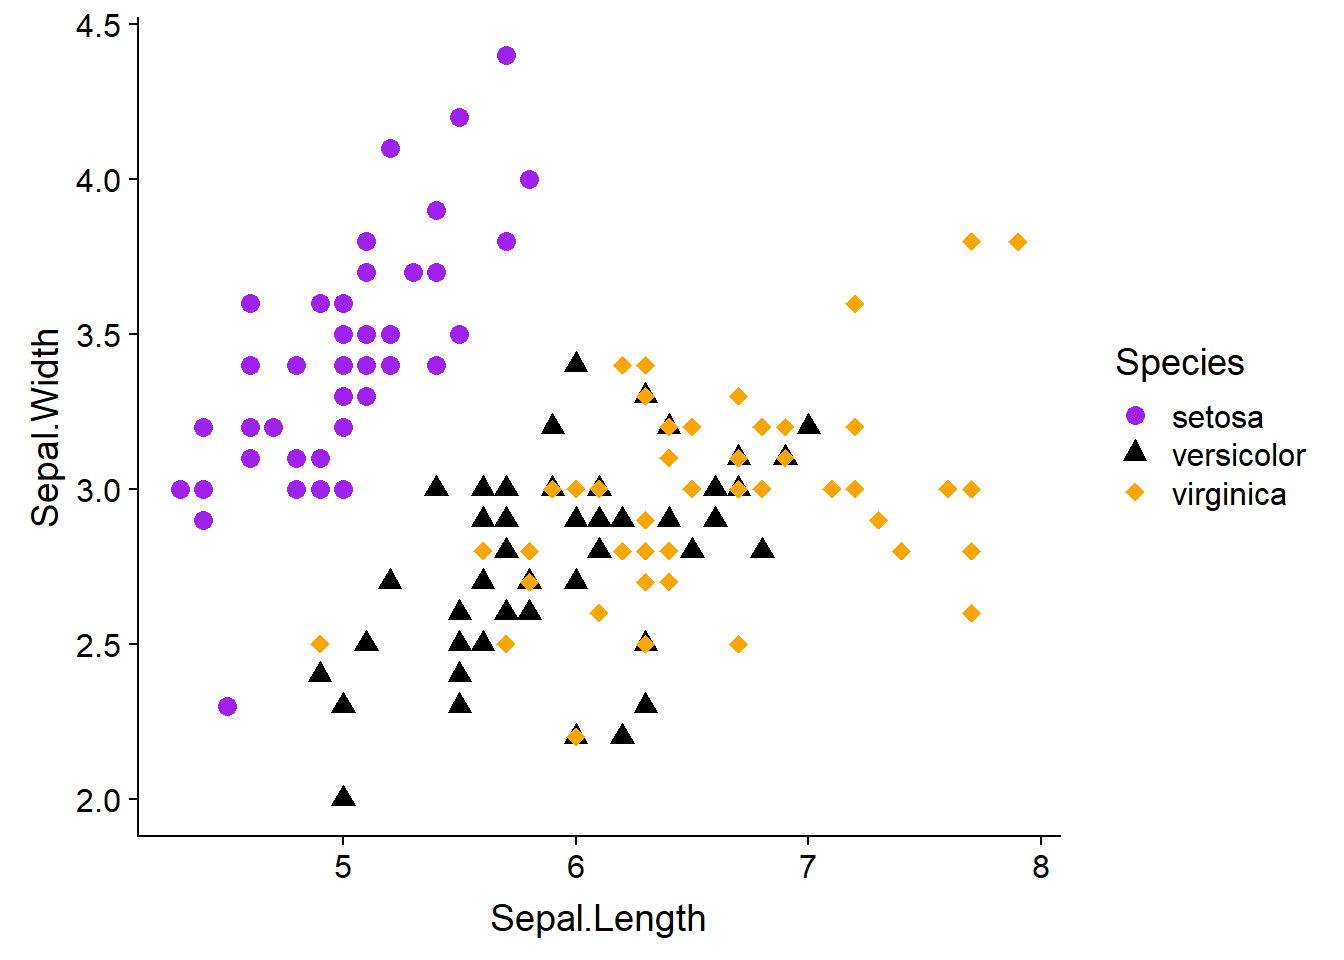 4.5
4.0
3.5
3.0
2.5
2.0
Sepal.Width
5 6 7 8
Sepal.Length
Species
setosa
versicolor
virginica